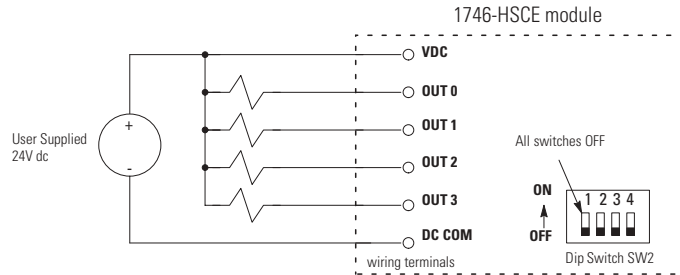 1746-HSCE module
VDC
OUT 0
OUT 1
OUT 2
OUT 3
DC COM
wiring terminals
+
-
User Supplied
24V dc
All switches OFF
ON
OFF
1 2 3 4
Dip Switch SW2